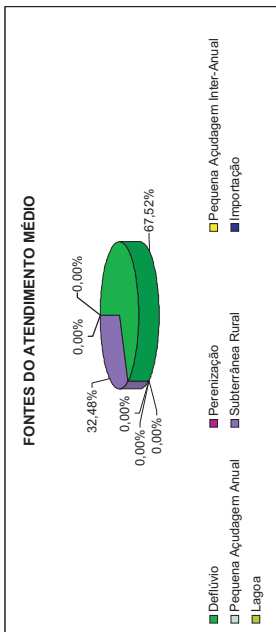 FONTES DO ATENDIMENTO MÉDIO
0,00%
0,00%
32,48%
0,00%
0,00%
0,00%
67,52%
Deflúvio
Perenização
Pequena Açudagem Inter-Anual
Pequena Açudagem Anual
Subterrânea Rural
Importação
Lagoa